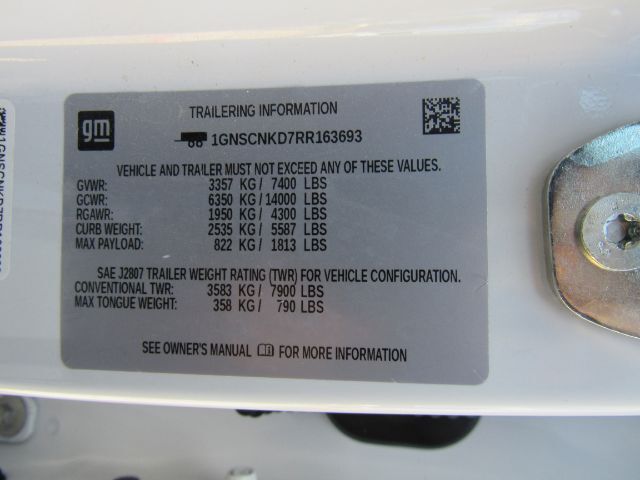 gm
TRAILERING INFORMATION
1GNSCNKD7RR163693
VEHICLE AND TRAILER MUST NOT EXCEED ANY OF THESE VALUES.
GVWR: 3357 KG / 7400 LBS
GCWR: 6350 KG / 14000 LBS
RGAWR: 1950 KG / 4300 LBS
CURB WEIGHT: 2535 KG / 5587 LBS
MAX PAYLOAD: 822 KG / 1813 LBS
SAE J2807 TRAILER WEIGHT RATING (TWR) FOR VEHICLE CONFIGURATION.
CONVENTIONAL TWR: 3583 KG / 7900 LBS
MAX TONGUE WEIGHT: 358 KG / 790 LBS
SEE OWNER'S MANUAL FOR MORE INFORMATION